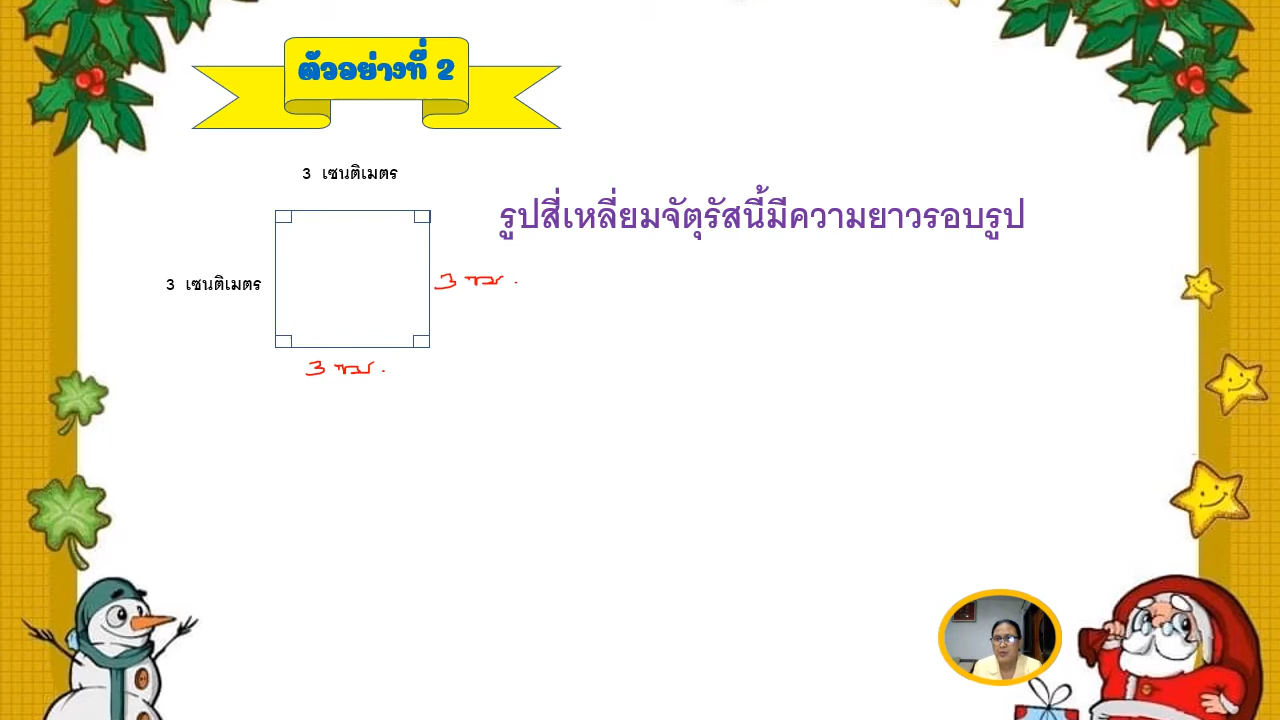 ตัวอย่างที่ 2
3 เซนติเมตร
รูปสี่เหลี่ยมจัตุรัสนี้มีความยาวรอบรูป
3 เซนติเมตร
3 ซม.
3 ซม.